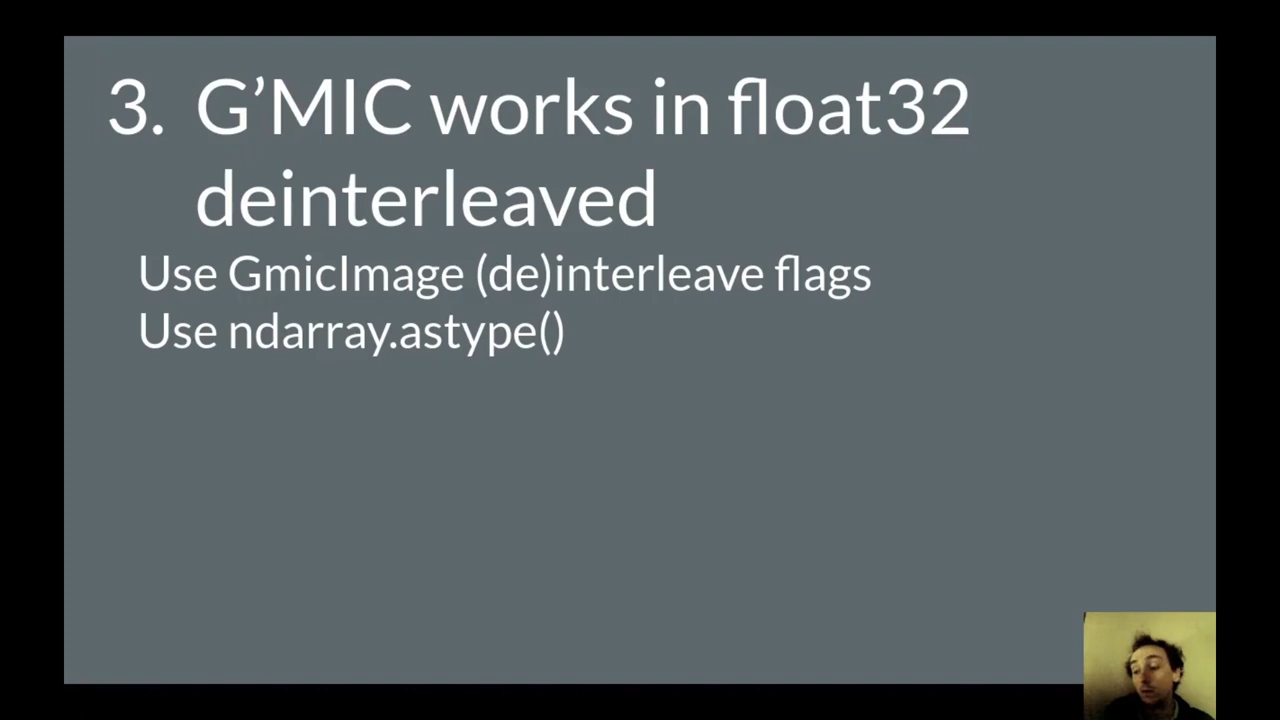 3. G’MIC works in float32
deinterleaved
Use GmicImage (de)interleave flags
Use ndarray.astype()